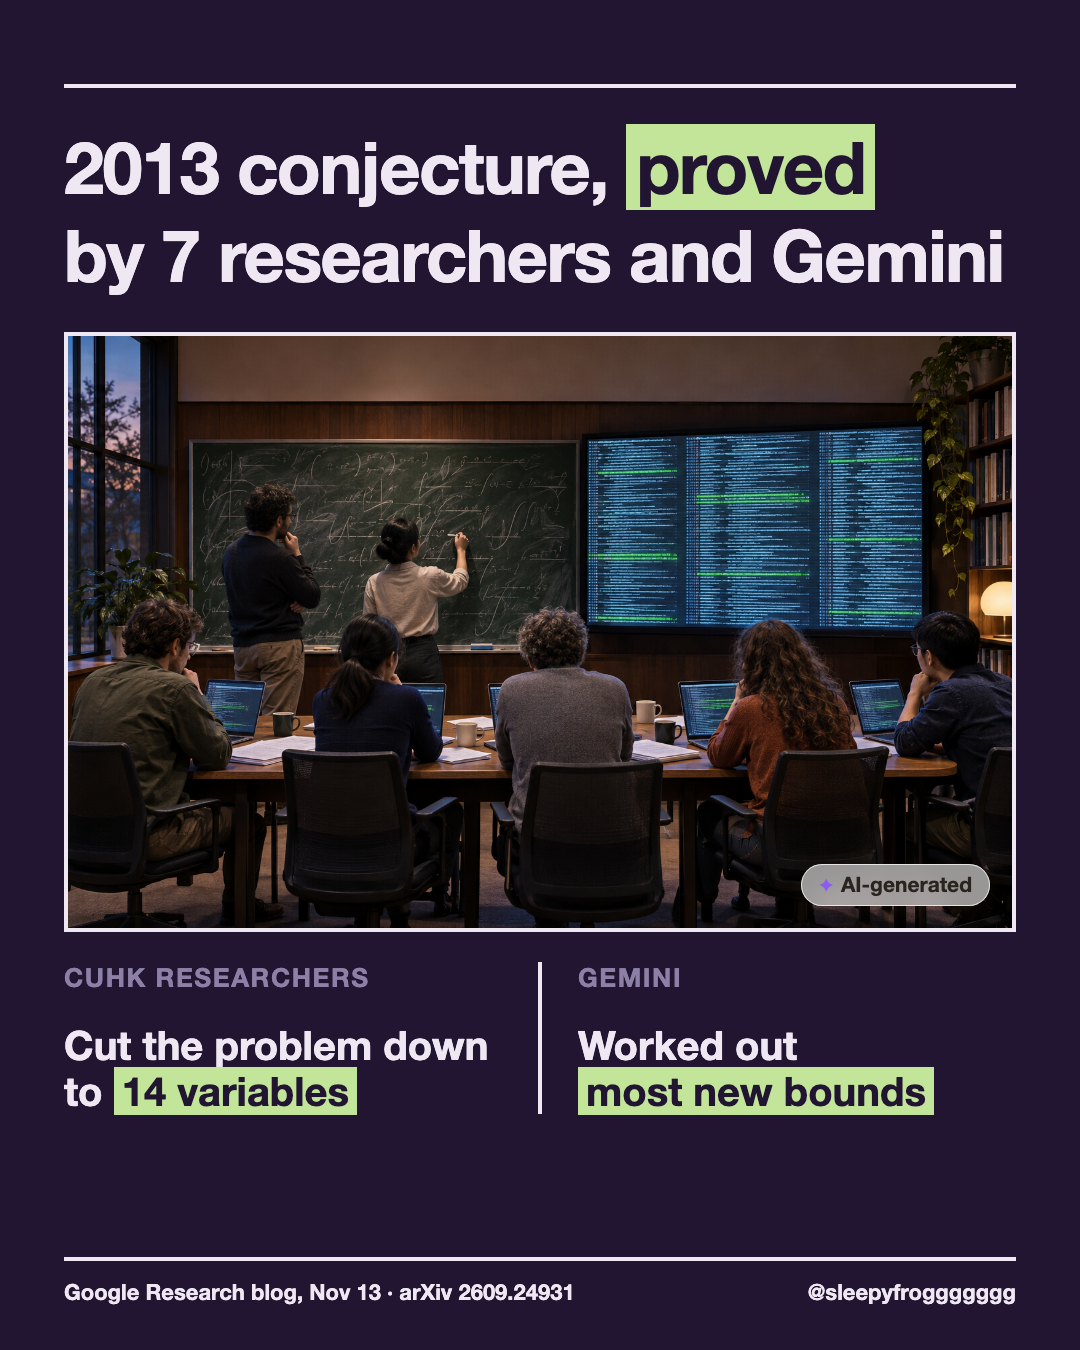 2013 conjecture, proved
by 7 researchers and Gemini
AI-generated
CUHK RESEARCHERS
Cut the problem down
to 14 variables
GEMINI
Worked out
most new bounds
Google Research blog, Nov 13 · arXiv 2609.24931
@sleepyfrogggggggg